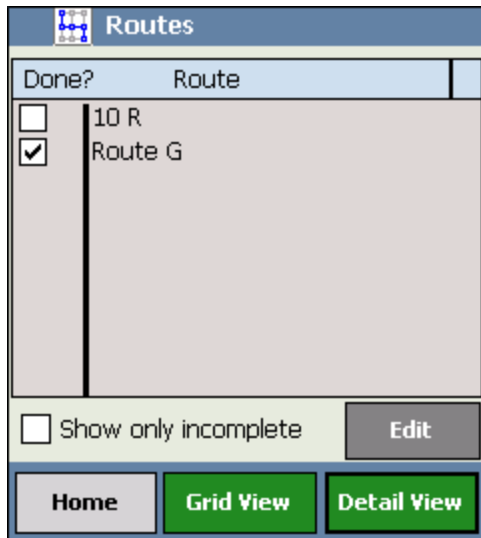 Routes
Done? Route
10 R
Route G
Show only incomplete Edit
Home Grid View Detail View